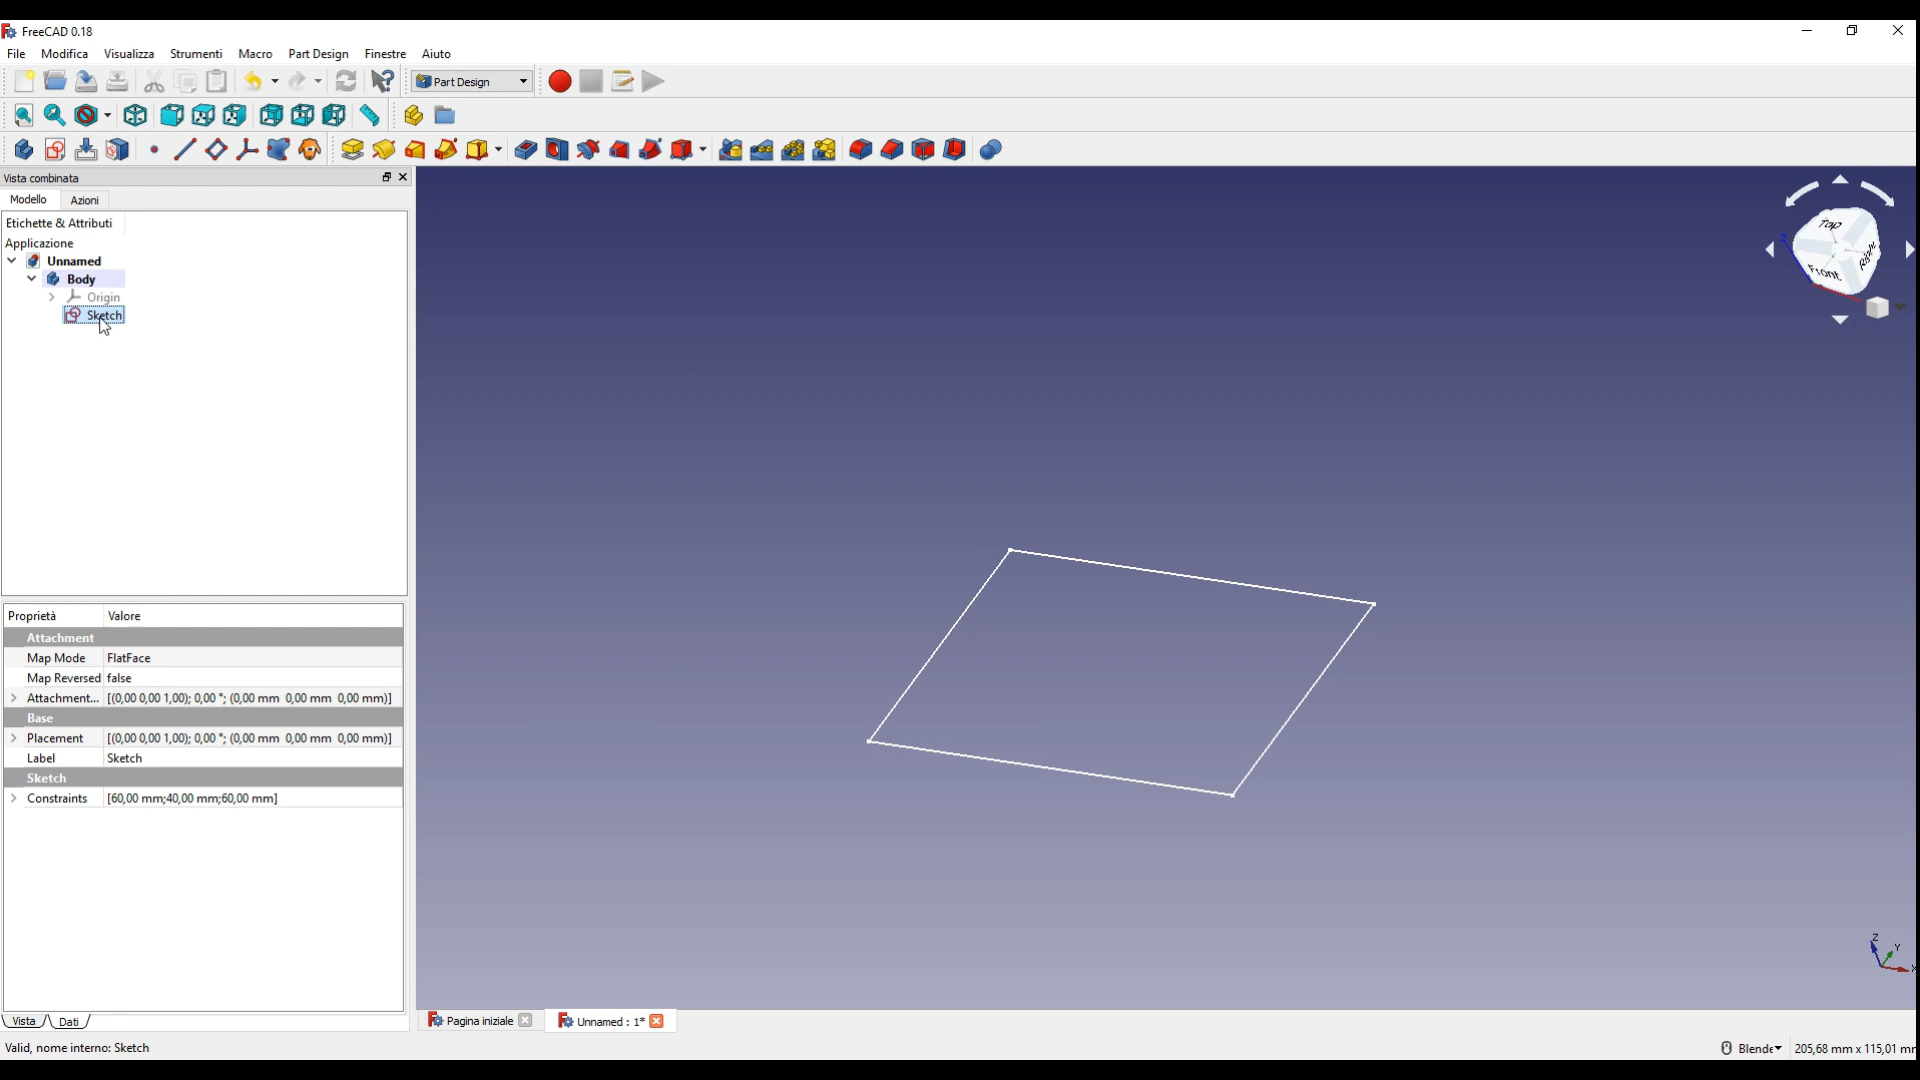 FreeCAD 0.18
File Modifica Visualizza Strumenti Macro Part Design Finestre Aiuto
Part Design
Vista combinata
Modello Azioni
Etichette & Attributi
Applicazione
Unnamed
Body
Origin
Sketch
Top
Front
Right
Z
Proprietà Valore
Attachment
Map Mode FlatFace
Map Reversed false
Attachment... [(0,00 0,00 1,00); 0,00 °; (0,00 mm 0,00 mm 0,00 mm)]
Base
Placement [(0,00 0,00 1,00); 0,00 °; (0,00 mm 0,00 mm 0,00 mm)]
Label Sketch
Sketch
Constraints [60,00 mm;40,00 mm;60,00 mm]
Z
Y
X
Vista Dati
Pagina iniziale Unnamed : 1*
Valid, nome interno: Sketch
Blende 205,68 mm x 115,01 mm